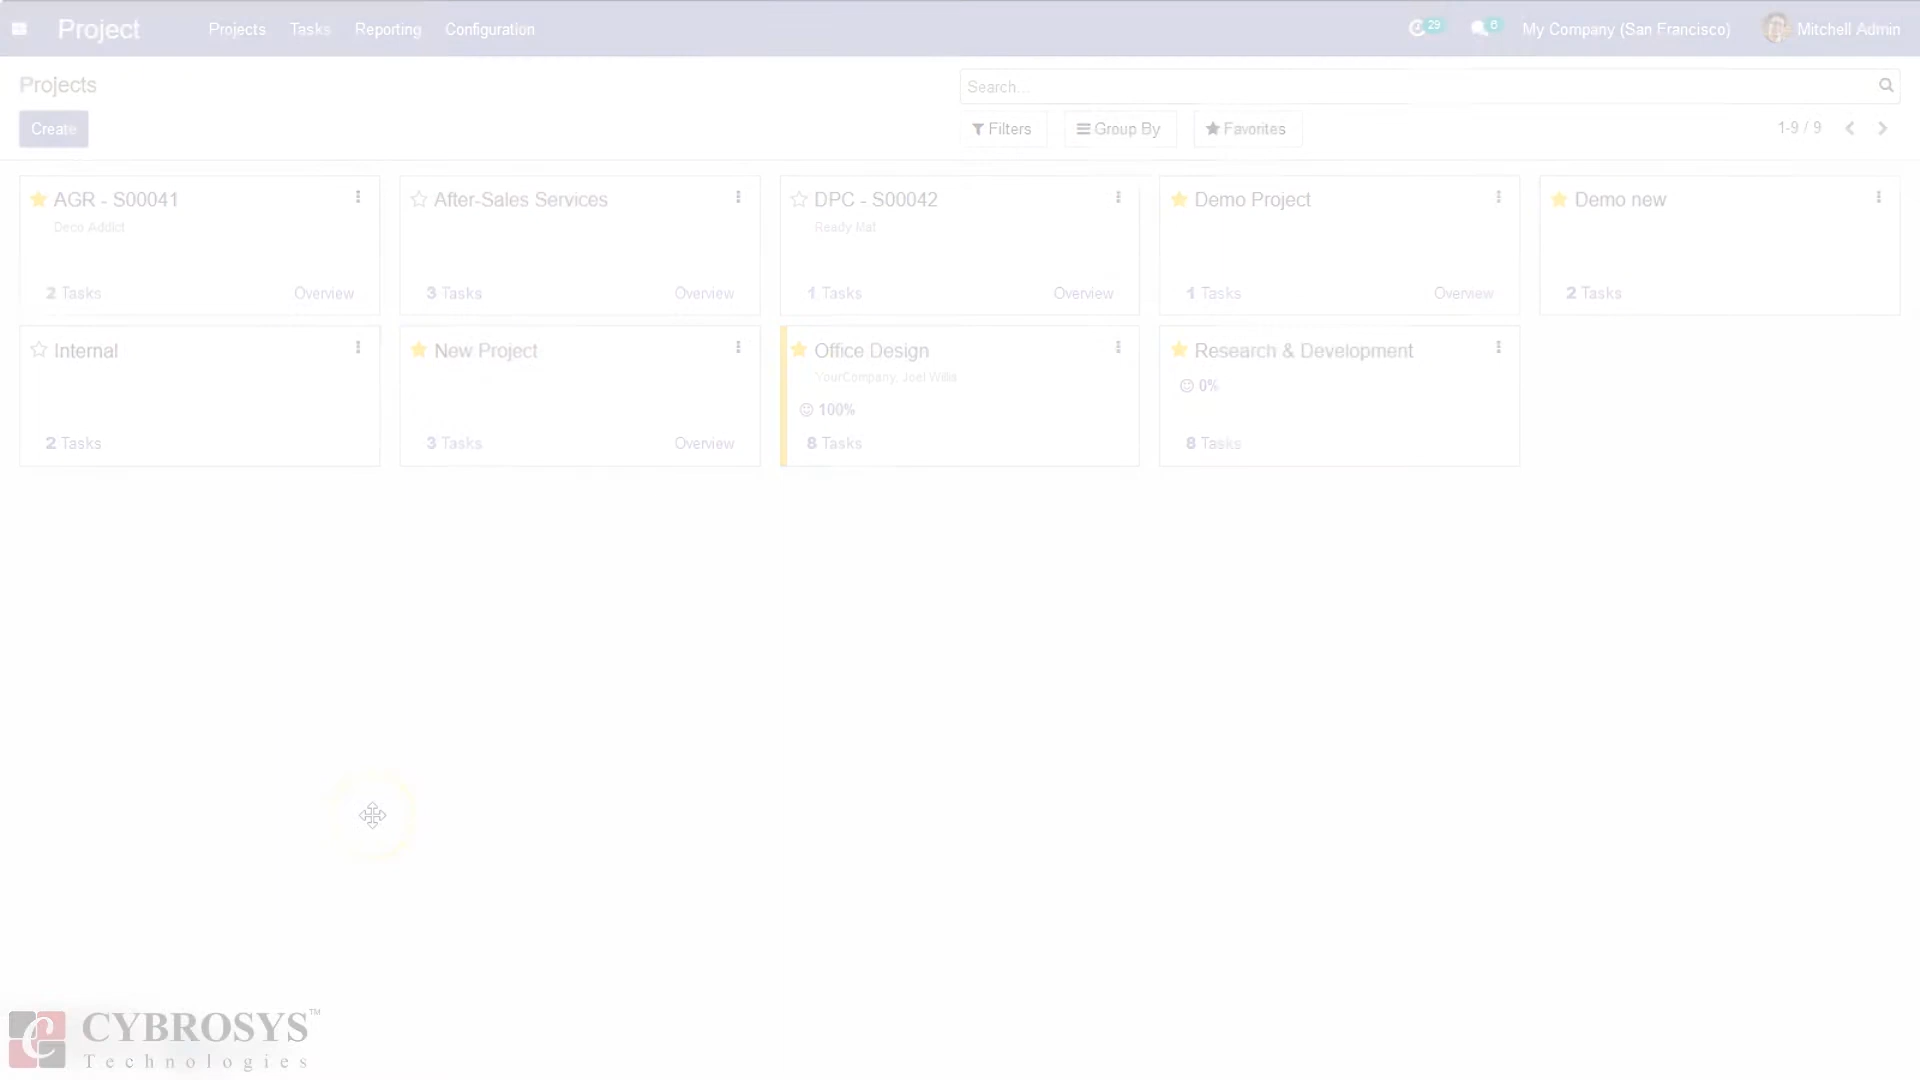 Project Projects Tasks Reporting Configuration 29 6 My Company (San Francisco) Mitchell Admin
Projects
Search...
Create
Filters Group By Favorites 1-9 / 9
AGR - S00041
Deco Addict
2 Tasks Overview
After-Sales Services
3 Tasks Overview
DPC - S00042
Ready Mat
1 Tasks Overview
Demo Project
1 Tasks Overview
Demo new
2 Tasks
Internal
2 Tasks
New Project
3 Tasks Overview
Office Design
YourCompany, Joel Willis
100%
8 Tasks
Research & Development
0%
8 Tasks
CYBROSYS™
Technologies